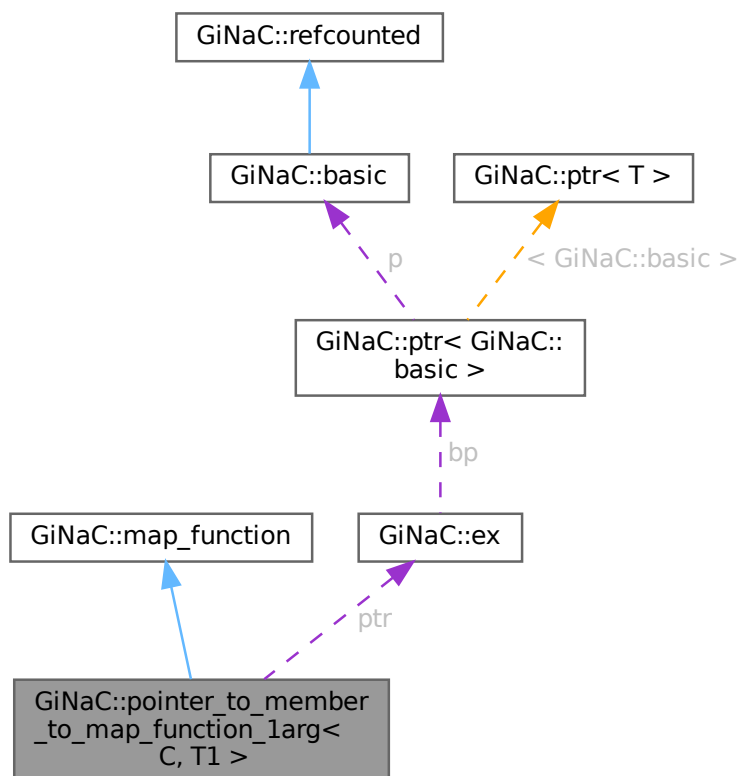 GiNaC::refcounted
GiNaC::basic
GiNaC::ptr< T >
p
< GiNaC::basic >
GiNaC::ptr< GiNaC::
basic >
bp
GiNaC::map_function
GiNaC::ex
ptr
GiNaC::pointer_to_member
_to_map_function_1arg<
C, T1 >